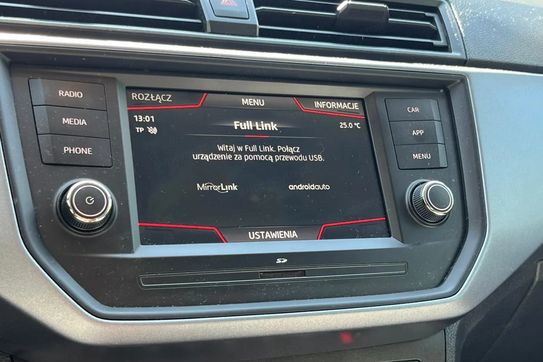 RADIO
MEDIA
PHONE
ROZŁĄCZ MENU INFORMACJE
13:01 Full Link 25.0 °C
TP
Witaj w Full Link. Połącz
urządzenie za pomocą przewodu USB.
MirrorLink androidauto
USTAWIENIA
CAR
APP
MENU
SD